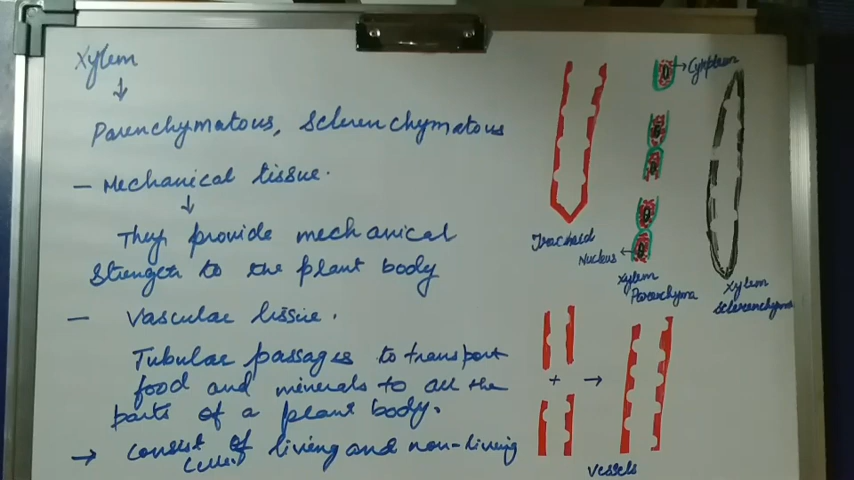 Xylem
↓
Parenchymatous, Sclerenchymatous
– Mechanical tissue.
↓
They provide mechanical
strength to the plant body
– Vascular tissue.
Tubular passages to transport
food and minerals to all the
parts of a plant body.
→ consist of living and non-living
cells.
→ Cytoplasm
Tracheid
Nucleus ←
Xylem
Parenchyma
Xylem
Sclerenchyma
+ →
Vessels